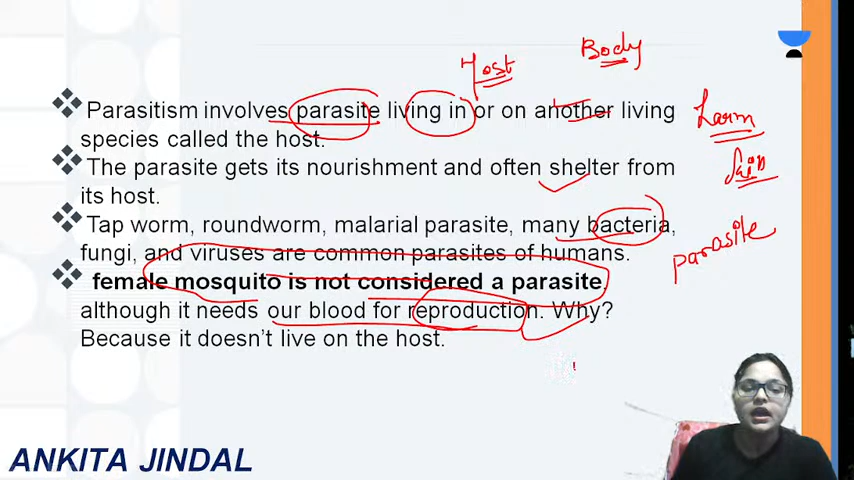 Host
Body
Parasitism involves parasite living in or on another living
species called the host.
Harm
The parasite gets its nourishment and often shelter from
its host.
Tap worm, roundworm, malarial parasite, many bacteria,
fungi, and viruses are common parasites of humans.
parasite
female mosquito is not considered a parasite,
although it needs our blood for reproduction. Why?
Because it doesn't live on the host.
ANKITA JINDAL